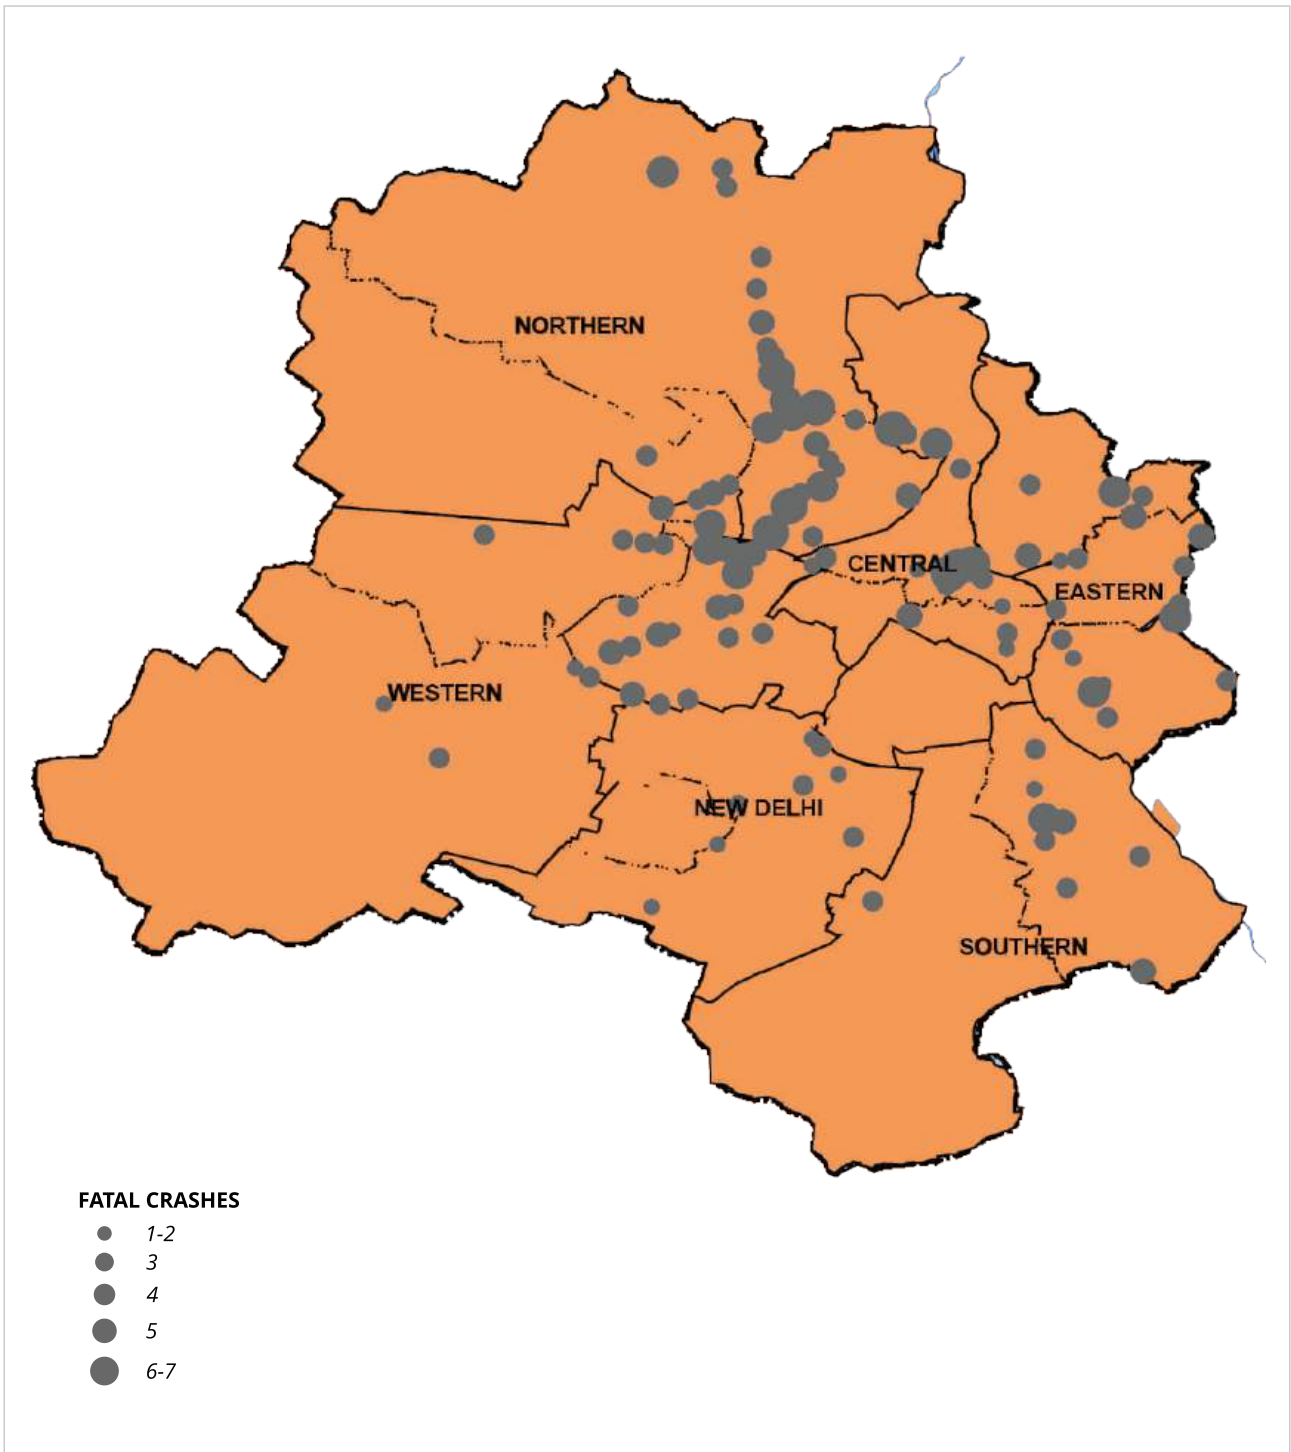 NORTHERN
CENTRAL
EASTERN
WESTERN
NEW DELHI
SOUTHERN
FATAL CRASHES
1-2
3
4
5
6-7